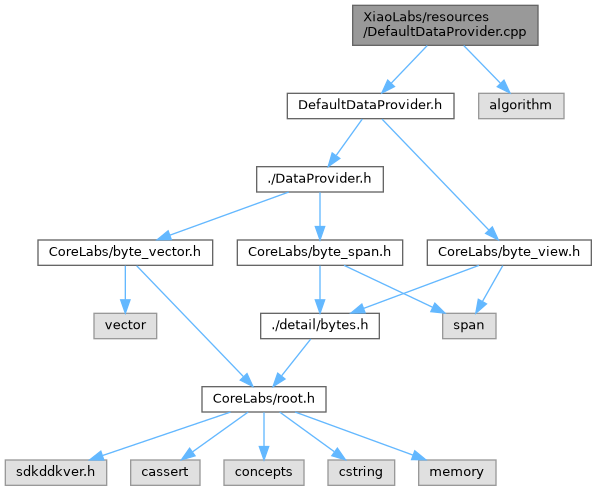 XiaoLabs/resources
/DefaultDataProvider.cpp
DefaultDataProvider.h
algorithm
./DataProvider.h
CoreLabs/byte_vector.h
CoreLabs/byte_span.h
CoreLabs/byte_view.h
vector
./detail/bytes.h
span
CoreLabs/root.h
sdkddkver.h
cassert
concepts
cstring
memory